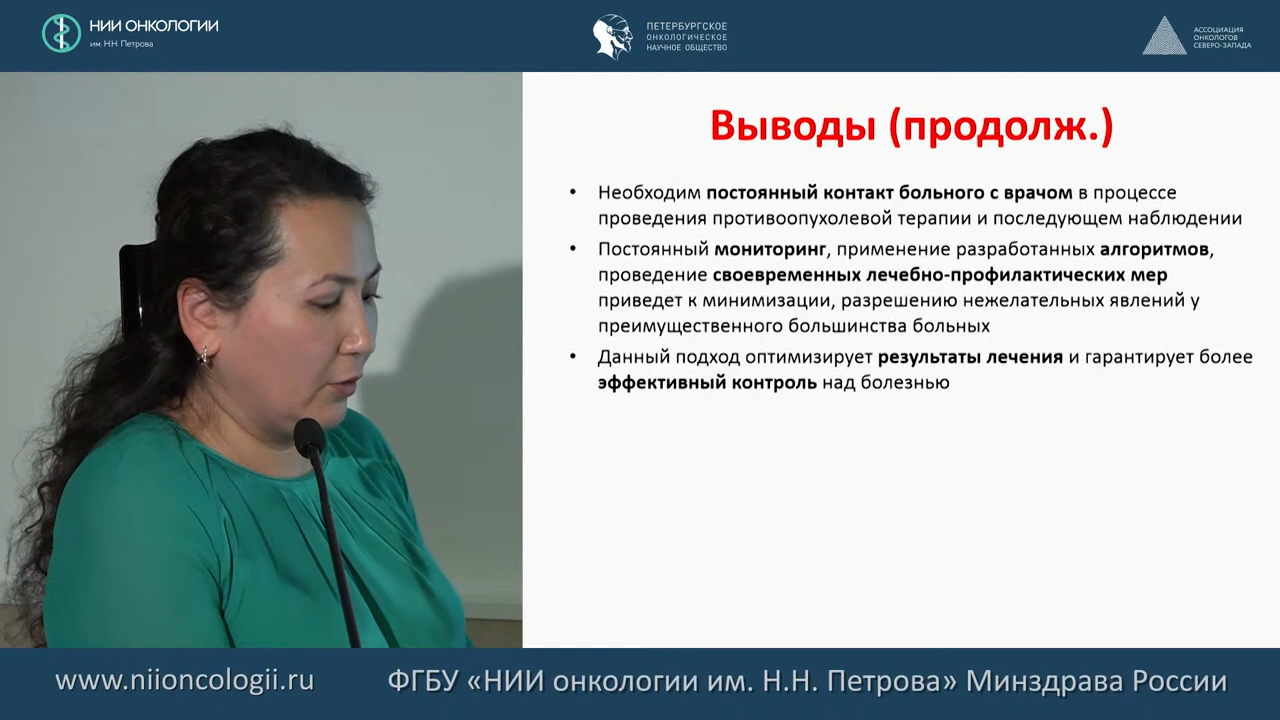 НИИ ОНКОЛОГИИ
им. Н.Н. Петрова
ПЕТЕРБУРГСКОЕ
ОНКОЛОГИЧЕСКОЕ
НАУЧНОЕ ОБЩЕСТВО
АССОЦИАЦИЯ
ОНКОЛОГОВ
СЕВЕРО-ЗАПАДА
Выводы (продолж.)
• Необходим постоянный контакт больного с врачом в процессе
проведения противоопухолевой терапии и последующем наблюдении
• Постоянный мониторинг, применение разработанных алгоритмов,
проведение своевременных лечебно-профилактических мер
приведет к минимизации, разрешению нежелательных явлений у
преимущественного большинства больных
• Данный подход оптимизирует результаты лечения и гарантирует более
эффективный контроль над болезнью
www.niioncologii.ru
ФГБУ «НИИ онкологии им. Н.Н. Петрова» Минздрава России